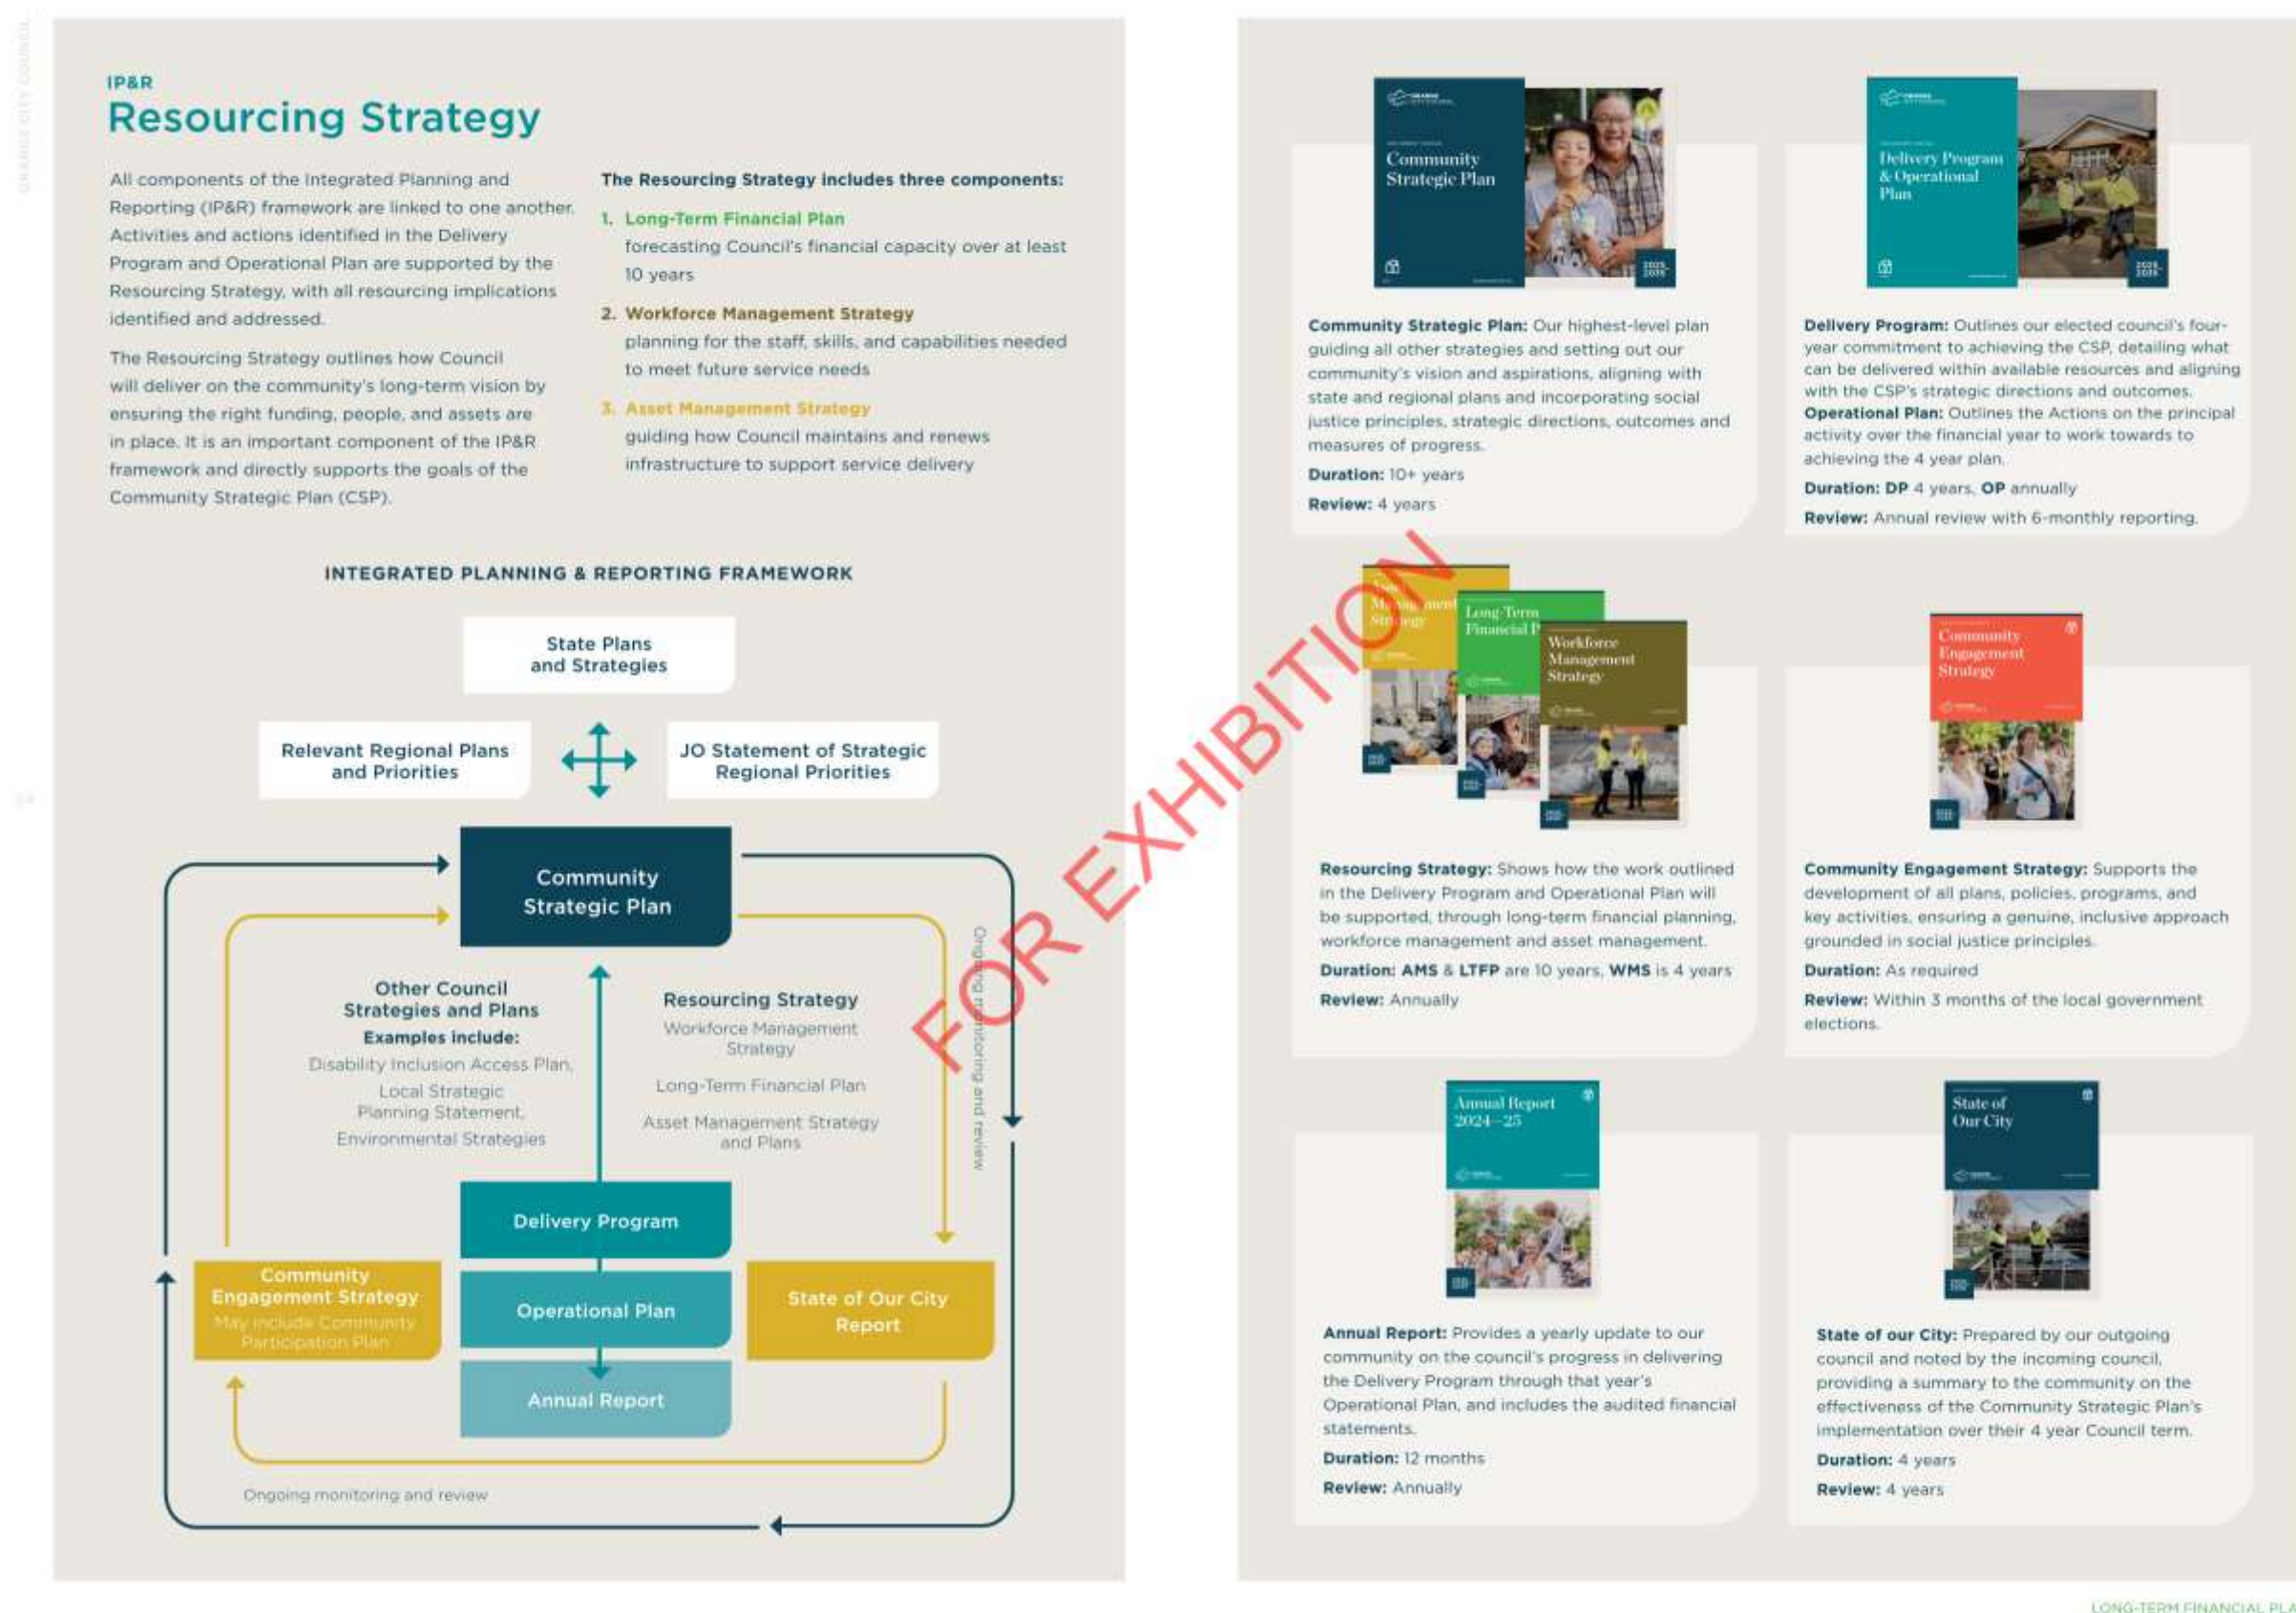 ORANGE CITY COUNCIL
IP&R
Resourcing Strategy
All components of the Integrated Planning and
Reporting (IP&R) framework are linked to one another.
Activities and actions identified in the Delivery
Program and Operational Plan are supported by the
Resourcing Strategy, with all resourcing implications
identified and addressed.
The Resourcing Strategy outlines how Council
will deliver on the community's long-term vision by
ensuring the right funding, people, and assets are
in place. It is an important component of the IP&R
framework and directly supports the goals of the
Community Strategic Plan (CSP).
The Resourcing Strategy includes three components:
1. Long-Term Financial Plan
forecasting Council's financial capacity over at least
10 years
2. Workforce Management Strategy
planning for the staff, skills, and capabilities needed
to meet future service needs
3. Asset Management Strategy
guiding how Council maintains and renews
infrastructure to support service delivery
INTEGRATED PLANNING & REPORTING FRAMEWORK
State Plans
and Strategies
Relevant Regional Plans
and Priorities
JO Statement of Strategic
Regional Priorities
Community
Strategic Plan
Other Council
Strategies and Plans
Examples include:
Disability Inclusion Access Plan,
Local Strategic
Planning Statement,
Environmental Strategies
Resourcing Strategy
Workforce Management
Strategy
Long-Term Financial Plan
Asset Management Strategy
and Plans
Ongoing monitoring and review
Delivery Program
Community
Engagement Strategy
May include Community
Participation Plan
Operational Plan
State of Our City
Report
Annual Report
Ongoing monitoring and review
FOR EXHIBITION
Community
Strategic Plan
Community Strategic Plan: Our highest-level plan
guiding all other strategies and setting out our
community's vision and aspirations, aligning with
state and regional plans and incorporating social
justice principles, strategic directions, outcomes and
measures of progress.
Duration: 10+ years
Review: 4 years
Delivery Program
& Operational
Plan
Delivery Program: Outlines our elected council's four-
year commitment to achieving the CSP, detailing what
can be delivered within available resources and aligning
with the CSP's strategic directions and outcomes.
Operational Plan: Outlines the Actions on the principal
activity over the financial year to work towards to
achieving the 4 year plan.
Duration: DP 4 years, OP annually
Review: Annual review with 6-monthly reporting.
Management
Strategy
Long-Term
Financial P
Workforce
Management
Strategy
Resourcing Strategy: Shows how the work outlined
in the Delivery Program and Operational Plan will
be supported, through long-term financial planning,
workforce management and asset management.
Duration: AMS & LTFP are 10 years, WMS is 4 years
Review: Annually
Community
Engagement
Strategy
Community Engagement Strategy: Supports the
development of all plans, policies, programs, and
key activities, ensuring a genuine, inclusive approach
grounded in social justice principles.
Duration: As required
Review: Within 3 months of the local government
elections.
Annual Report
2024—25
Annual Report: Provides a yearly update to our
community on the council's progress in delivering
the Delivery Program through that year's
Operational Plan, and includes the audited financial
statements.
Duration: 12 months
Review: Annually
State of
Our City
State of our City: Prepared by our outgoing
council and noted by the incoming council,
providing a summary to the community on the
effectiveness of the Community Strategic Plan's
implementation over their 4 year Council term.
Duration: 4 years
Review: 4 years
LONG-TERM FINANCIAL PLA